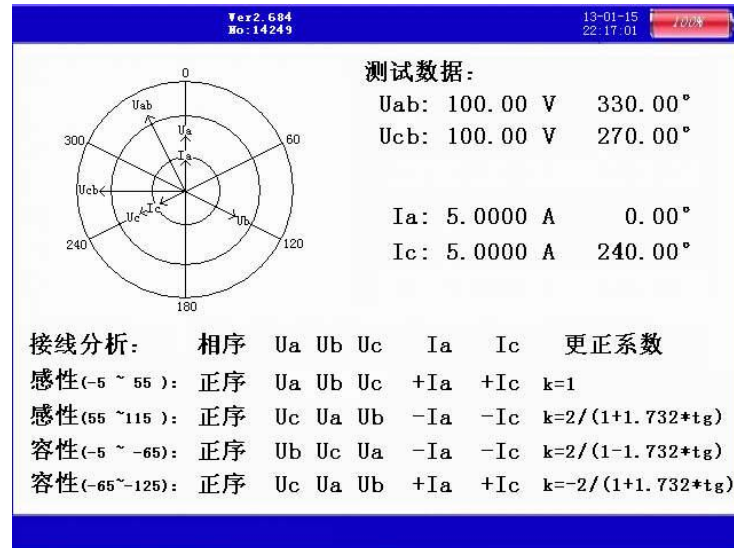 Ver2.684
No:14249
13-01-15
22:17:01
100%
0
60
120
180
240
300
Uab
Ua
Ia
Ucb
Uc
Ic
Ub
测试数据:
Uab: 100.00 V 330.00°
Ucb: 100.00 V 270.00°
Ia: 5.0000 A 0.00°
Ic: 5.0000 A 240.00°
接线分析: 相序 Ua Ub Uc Ia Ic 更正系数
感性(-5 ~ 55 ): 正序 Ua Ub Uc +Ia +Ic k=1
感性(55 ~115 ): 正序 Uc Ua Ub -Ia -Ic k=2/(1+1.732*tg)
容性(-5 ~ -65): 正序 Ub Uc Ua -Ia -Ic k=2/(1-1.732*tg)
容性(-65~-125): 正序 Uc Ua Ub +Ia +Ic k=-2/(1+1.732*tg)